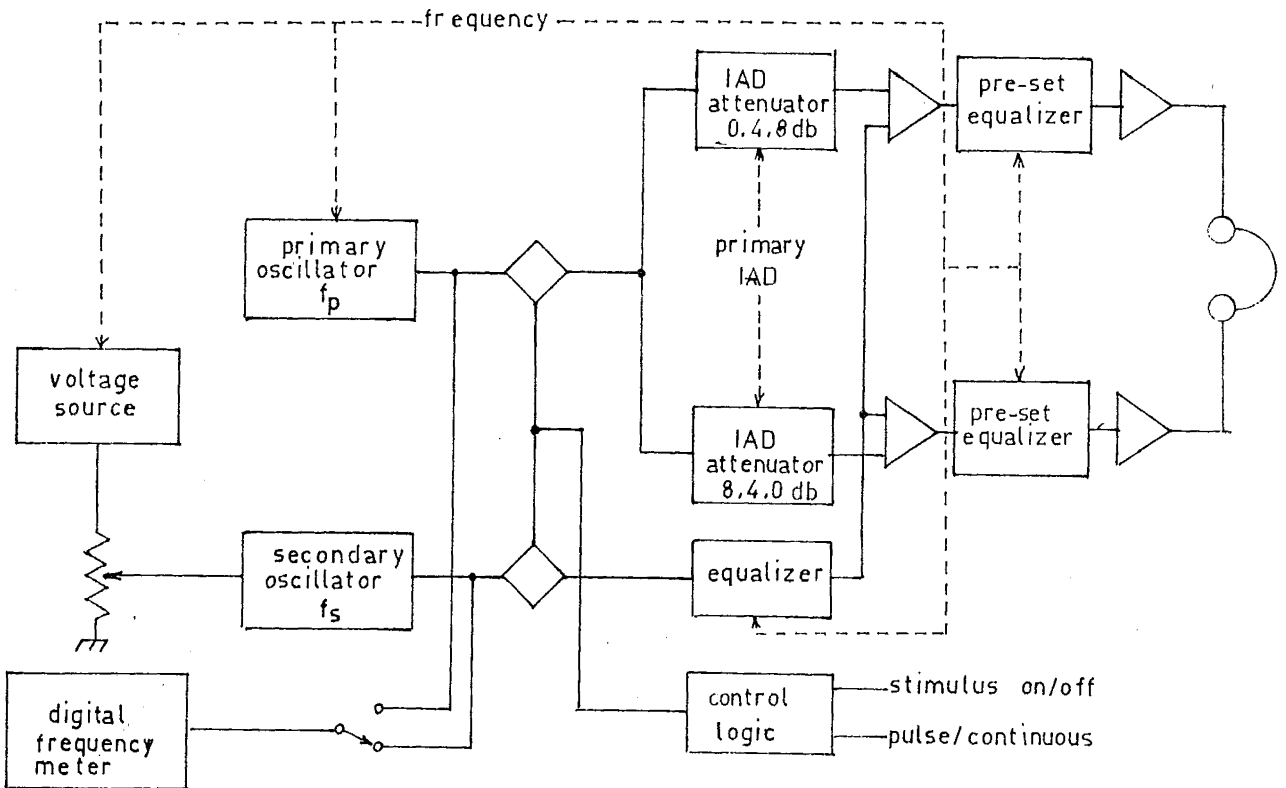 frequency
IAD
attenuator
0,4,8 db
pre-set
equalizer
primary
oscillator
fp
primary
IAD
voltage
source
IAD
attenuator
8,4,0 db
pre-set
equalizer
secondary
oscillator
fs
equalizer
digital
frequency
meter
control
logic
stimulus on/off
pulse/continuous